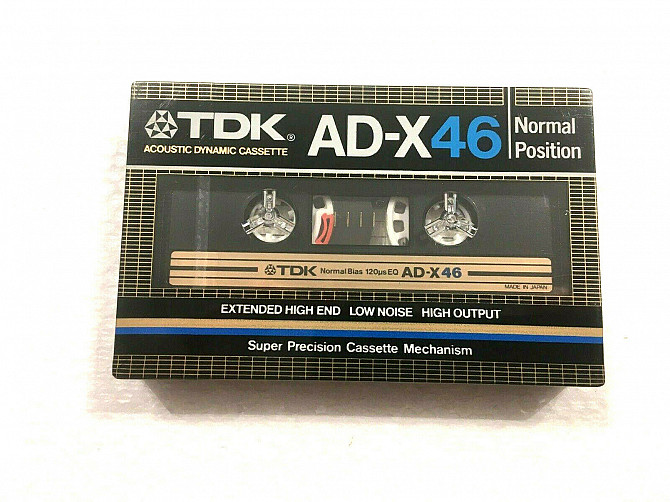 TDK® AD-X46 Normal
Position
ACOUSTIC DYNAMIC CASSETTE
TDK Normal Bias 120µs EQ AD-X46
MADE IN JAPAN
EXTENDED HIGH END LOW NOISE HIGH OUTPUT
Super Precision Cassette Mechanism